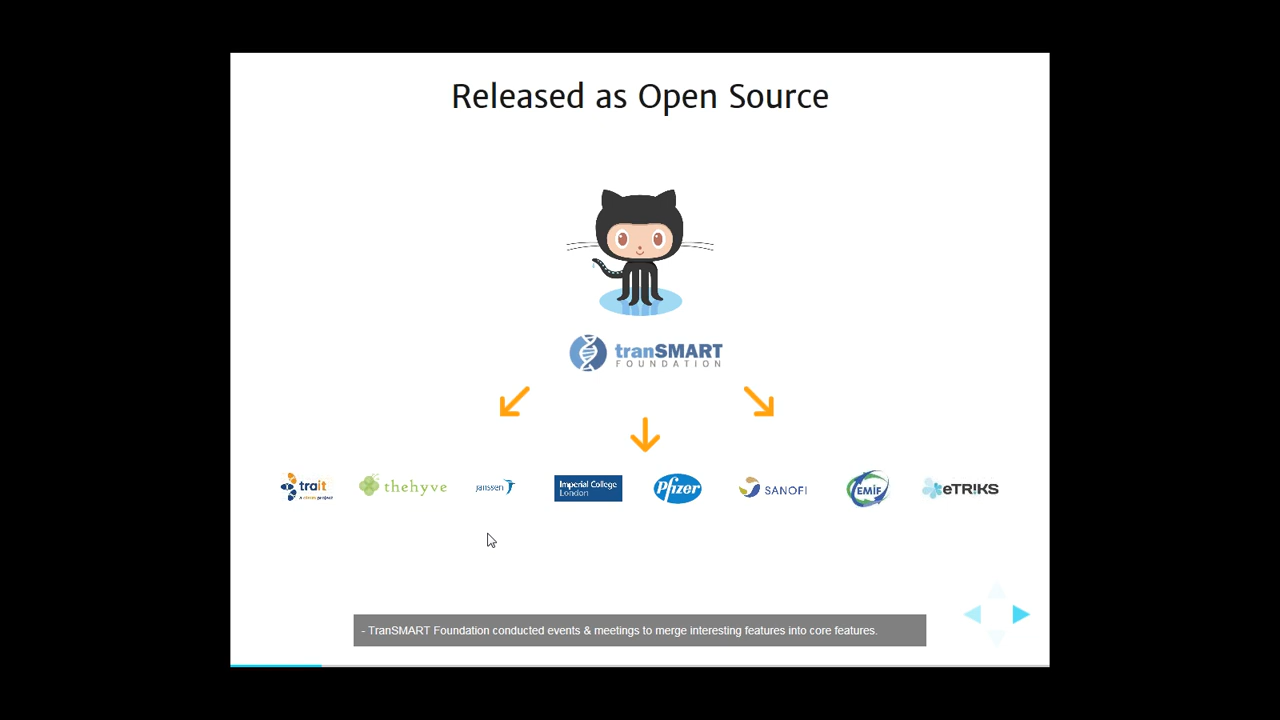 Released as Open Source
tranSMART
FOUNDATION
trait
thehyve
janssen
Imperial College
London
Pfizer
SANOFI
EMIF
eTRIKS
- TranSMART Foundation conducted events & meetings to merge interesting features into core features.